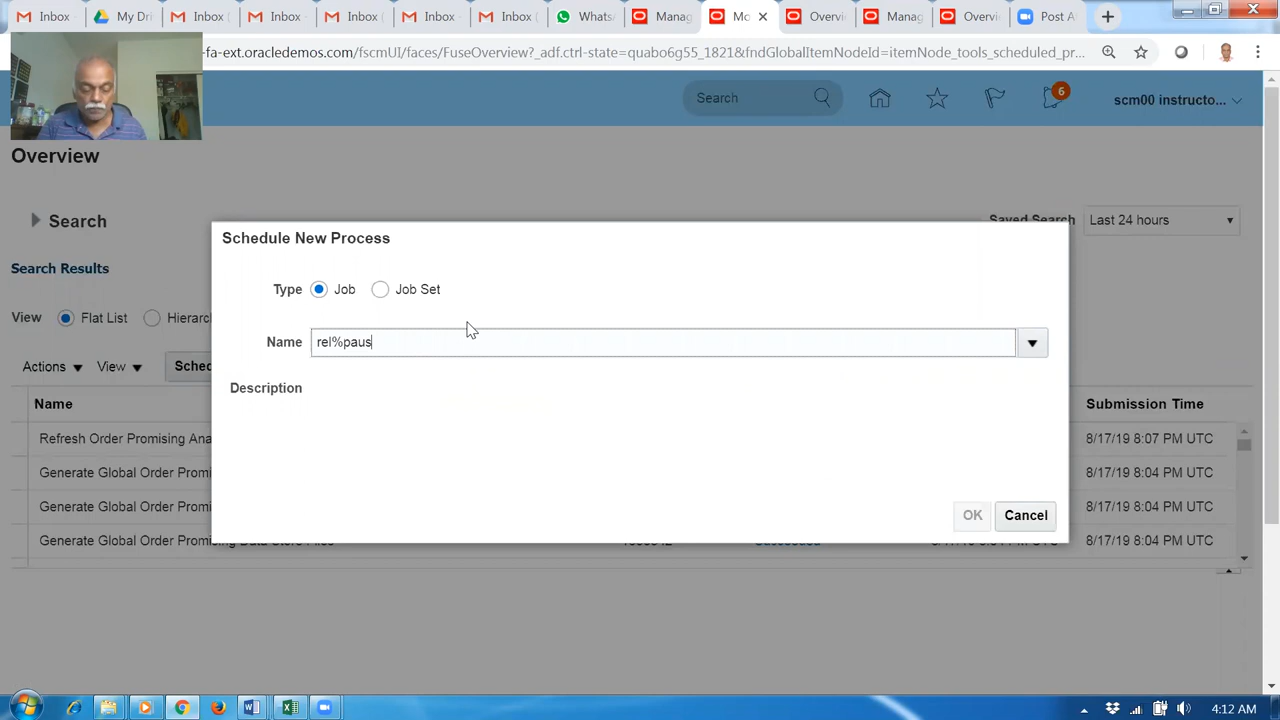 Inbox
My Dri
Inbox
Inbox
Inbox
Inbox
Inbox
Whats
Manag
Mo
Overvi
Manag
Overvi
Post A
-fa-ext.oracledemos.com/fscmUI/faces/FuseOverview?_adf.ctrl-state=quabo6g55_1821&fndGlobalItemNodeId=itemNode_tools_scheduled_pr...
Search
6
scm00 instructo...
Overview
Search
Saved Search
Last 24 hours
Search Results
View
Flat List
Hierarc
Actions
View
Sched
Name
Submission Time
Refresh Order Promising Ana
8/17/19 8:07 PM UTC
Generate Global Order Promi
8/17/19 8:04 PM UTC
Generate Global Order Promi
8/17/19 8:04 PM UTC
Generate Global Order Promising Data Store Files
8/17/19 8:04 PM UTC
Schedule New Process
Type
Job
Job Set
Name
rel%paus
Description
OK
Cancel
4:12 AM